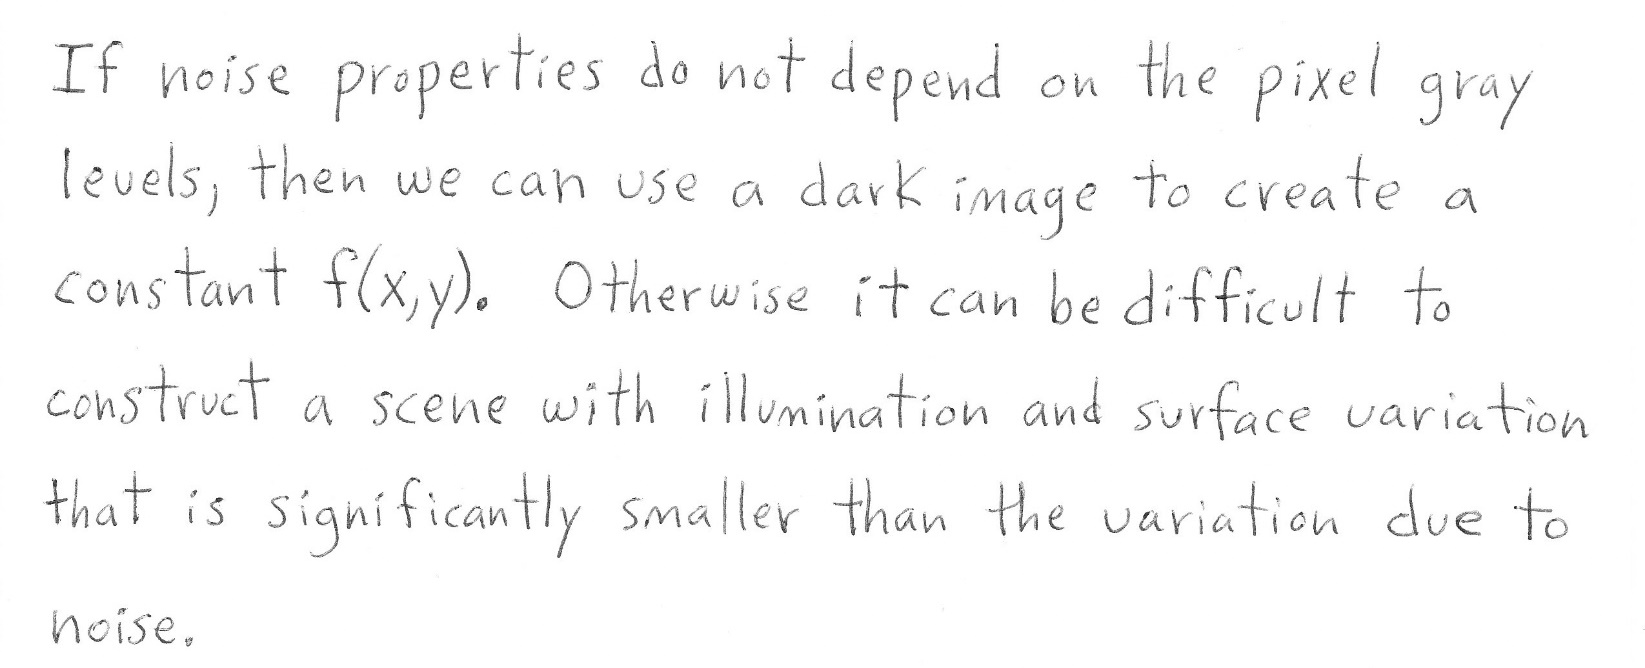 If noise properties do not depend on the pixel gray
levels, then we can use a dark image to create a
constant f(x,y). Otherwise it can be difficult to
construct a scene with illumination and surface variation
that is significantly smaller than the variation due to
noise.